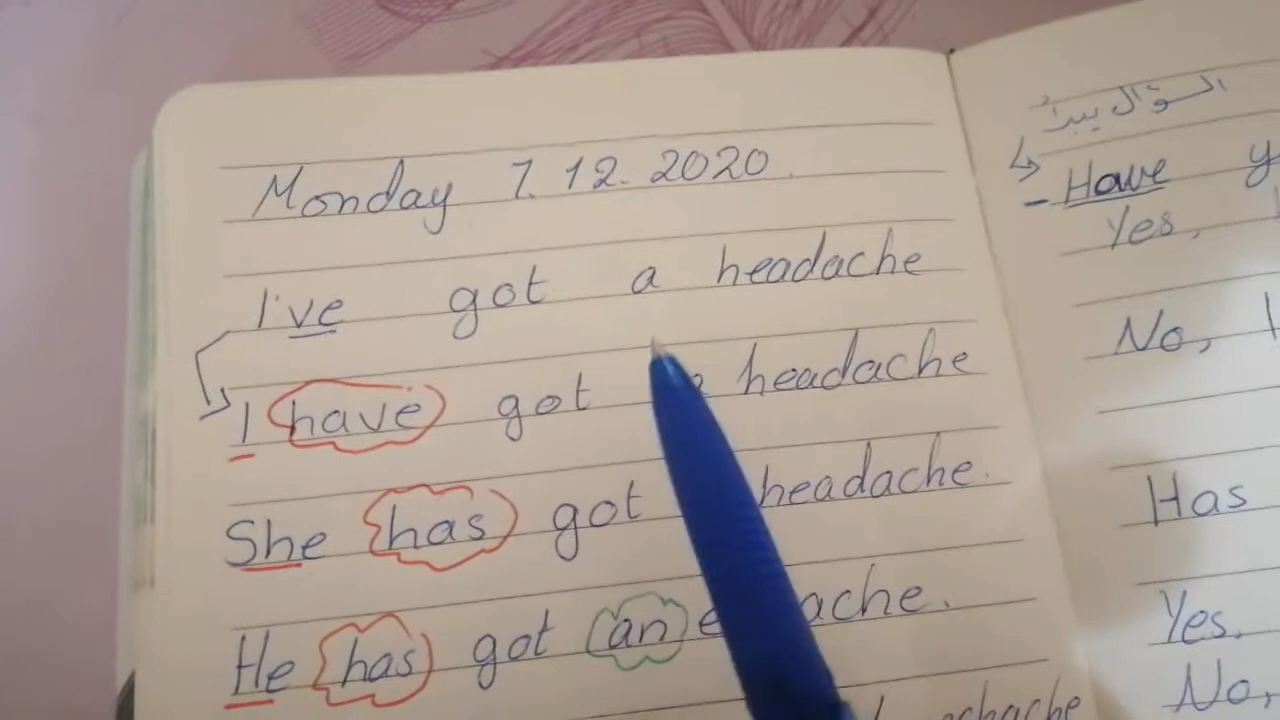 Monday 7.12.2020
I've got a headache
I have got headache
She has got headache.
He has got an
السؤال يبدأ
Have
Yes,
No, I
Has
Yes,
No,